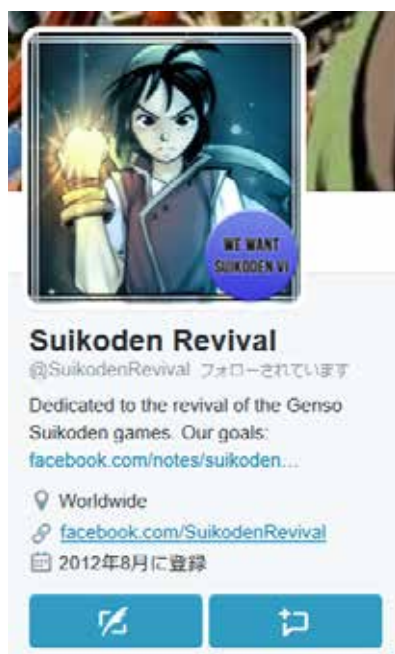 WE WANT
SUIKODEN VI
Suikoden Revival
@SuikodenRevival フォローされています
Dedicated to the revival of the Genso
Suikoden games. Our goals:
facebook.com/notes/suikoden...
Worldwide
facebook.com/SuikodenRevival
2012年8月に登録